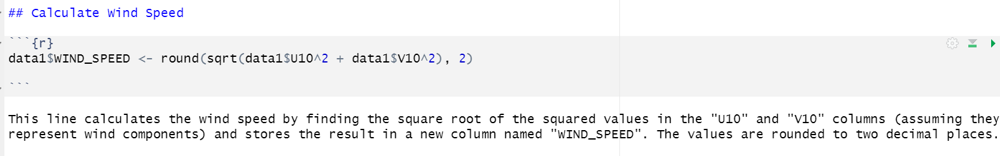 ## Calculate Wind Speed
```{r}
data1$WIND_SPEED <- round(sqrt(data1$U10^2 + data1$V10^2), 2)
```
This line calculates the wind speed by finding the square root of the squared values in the "U10" and "V10" columns (assuming they
represent wind components) and stores the result in a new column named "WIND_SPEED". The values are rounded to two decimal places.